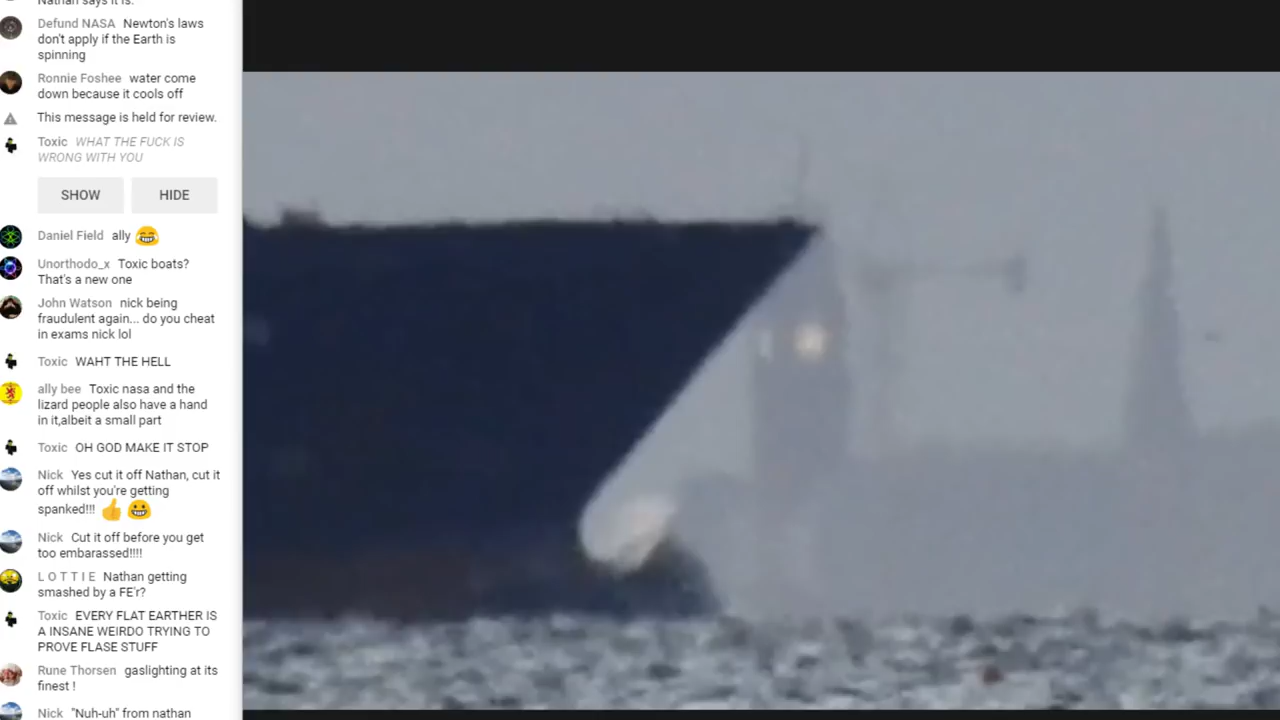 Nathan says it is.
Defund NASA Newton's laws
don't apply if the Earth is
spinning
Ronnie Foshee water come
down because it cools off
This message is held for review.
Toxic WHAT THE FUCK IS
WRONG WITH YOU
SHOW HIDE
Daniel Field ally 😂
Unorthodo_x Toxic boats?
That's a new one
John Watson nick being
fraudulent again... do you cheat
in exams nick lol
Toxic WAHT THE HELL
ally bee Toxic nasa and the
lizard people also have a hand
in it,albeit a small part
Toxic OH GOD MAKE IT STOP
Nick Yes cut it off Nathan, cut it
off whilst you're getting
spanked!!! 👍 😀
Nick Cut it off before you get
too embarassed!!!!
L O T T I E Nathan getting
smashed by a FE'r?
Toxic EVERY FLAT EARTHER IS
A INSANE WEIRDO TRYING TO
PROVE FLASE STUFF
Rune Thorsen gaslighting at its
finest !
Nick "Nuh-uh" from nathan